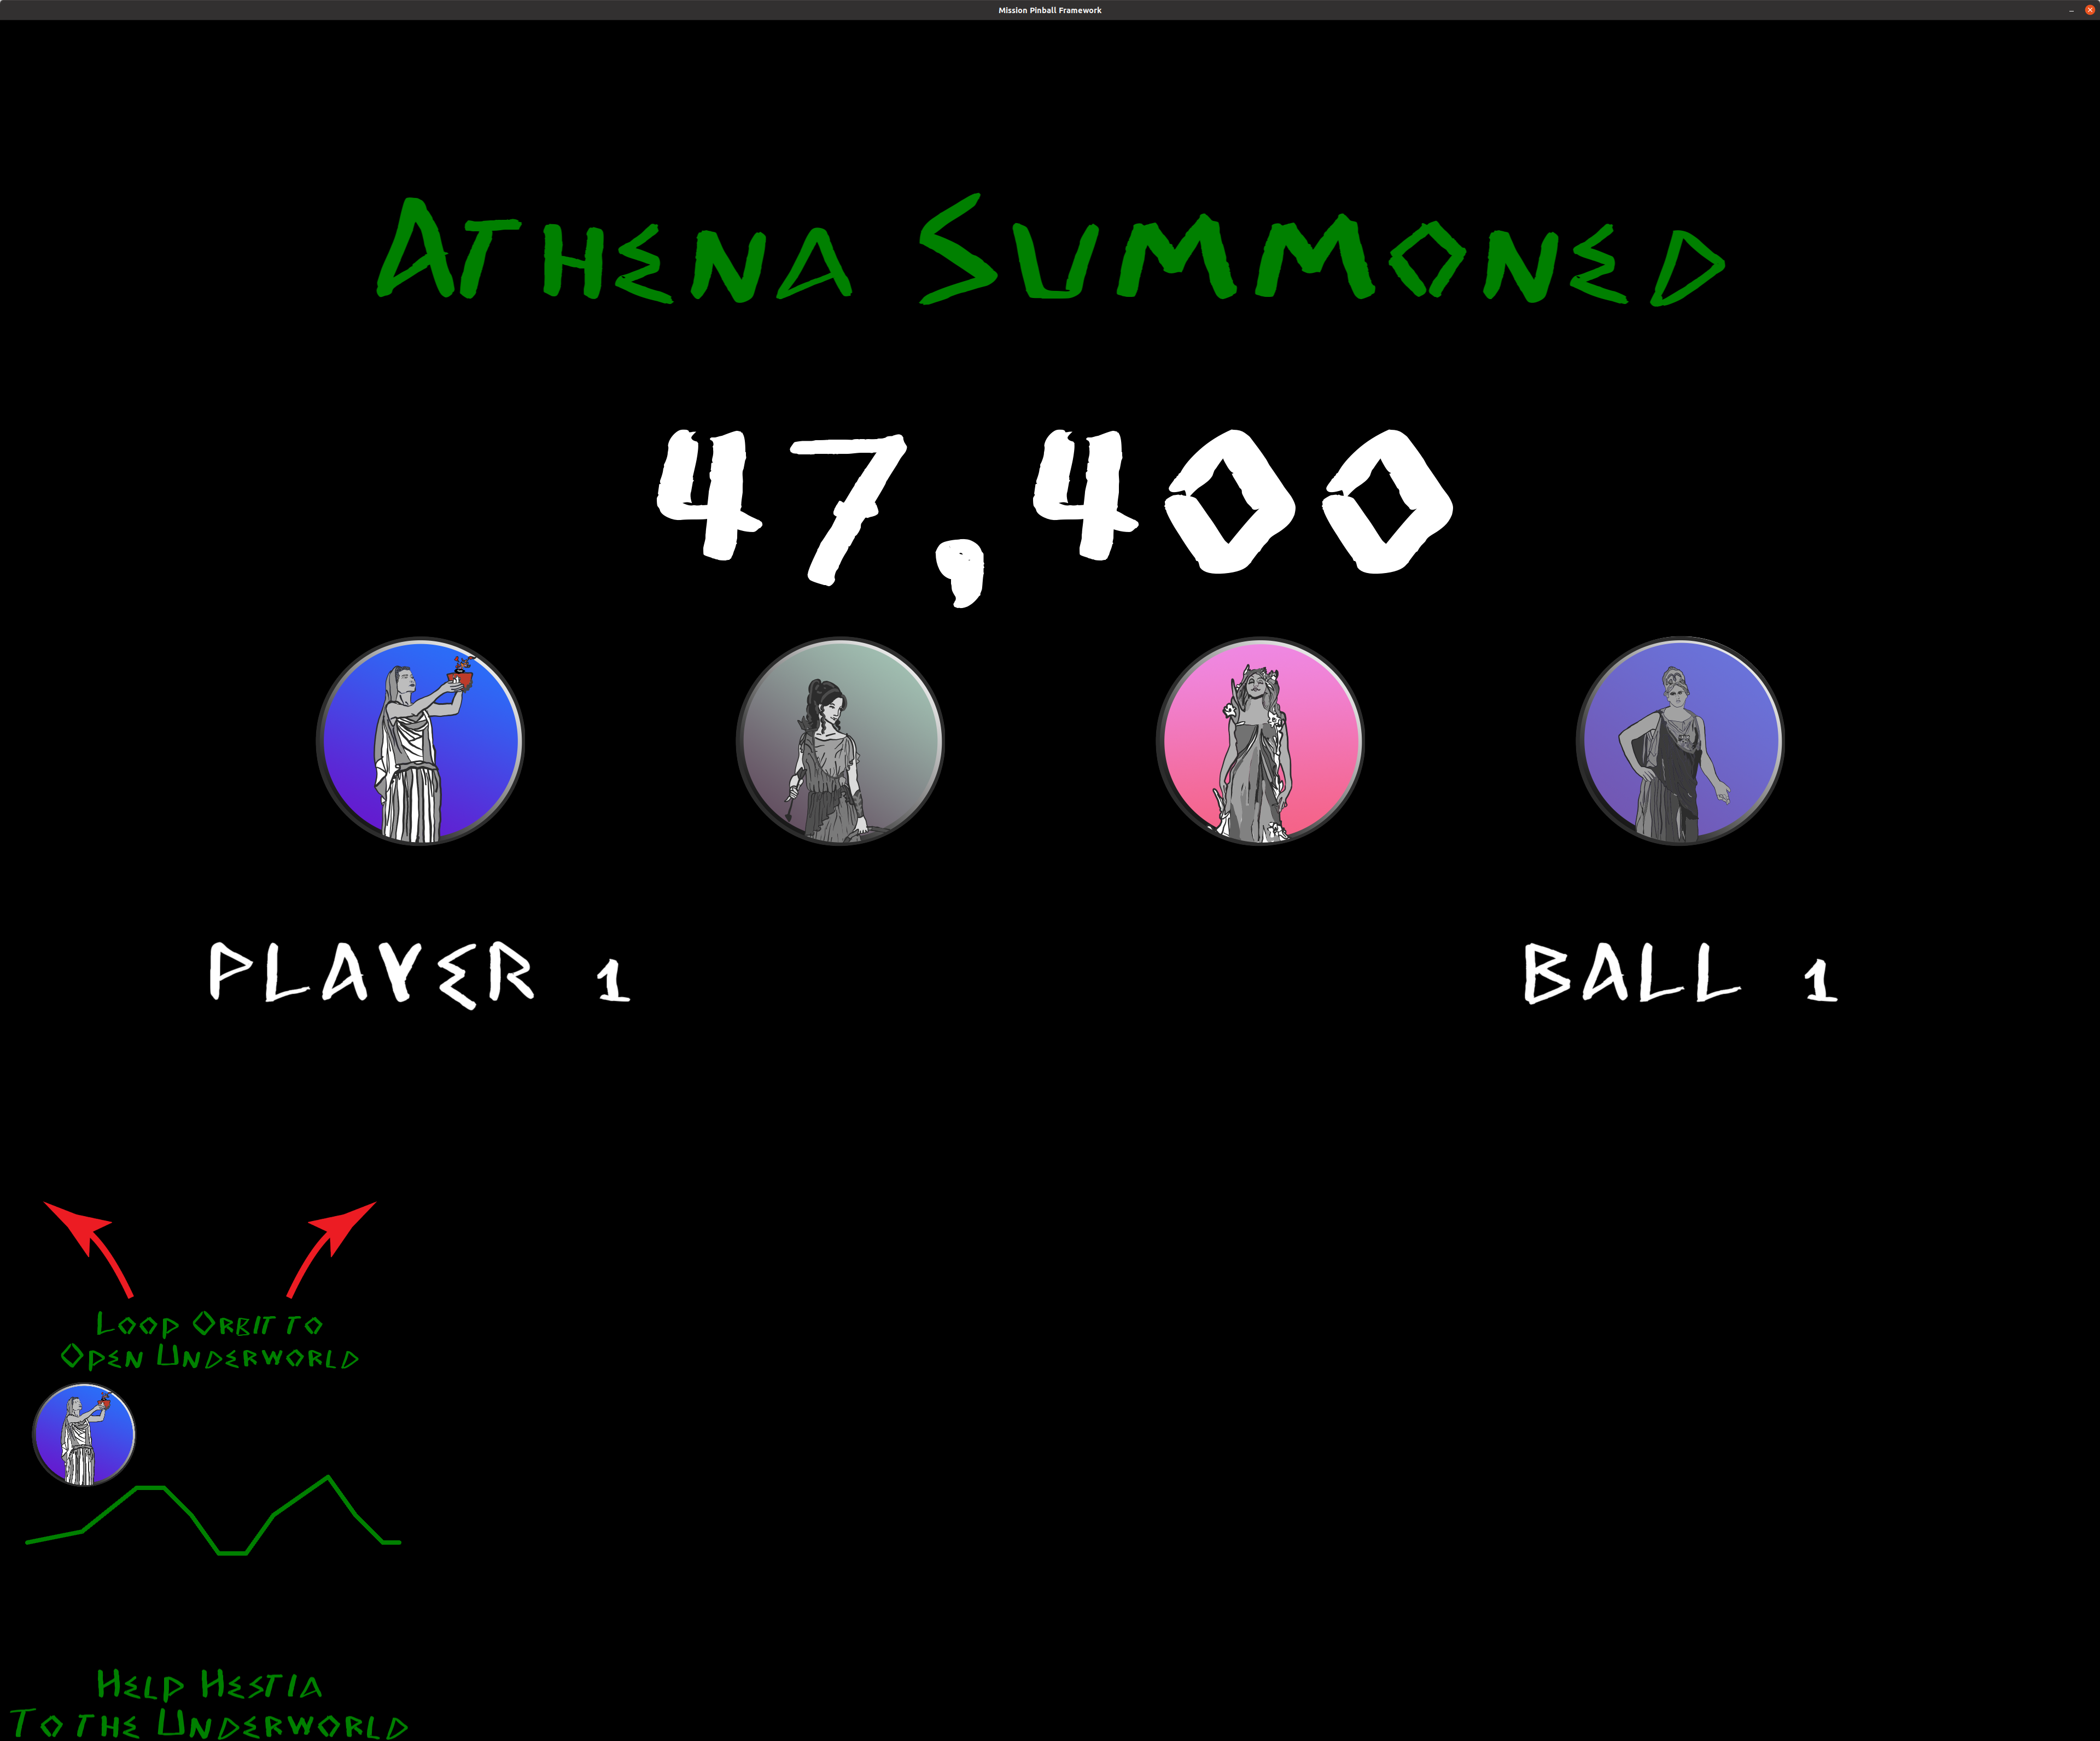 Mission Pinball Framework
Athena Summoned
47,400
PLAYER 1
BALL 1
Loop Orbit to
Open Underworld
Help Hestia
To the Underworld